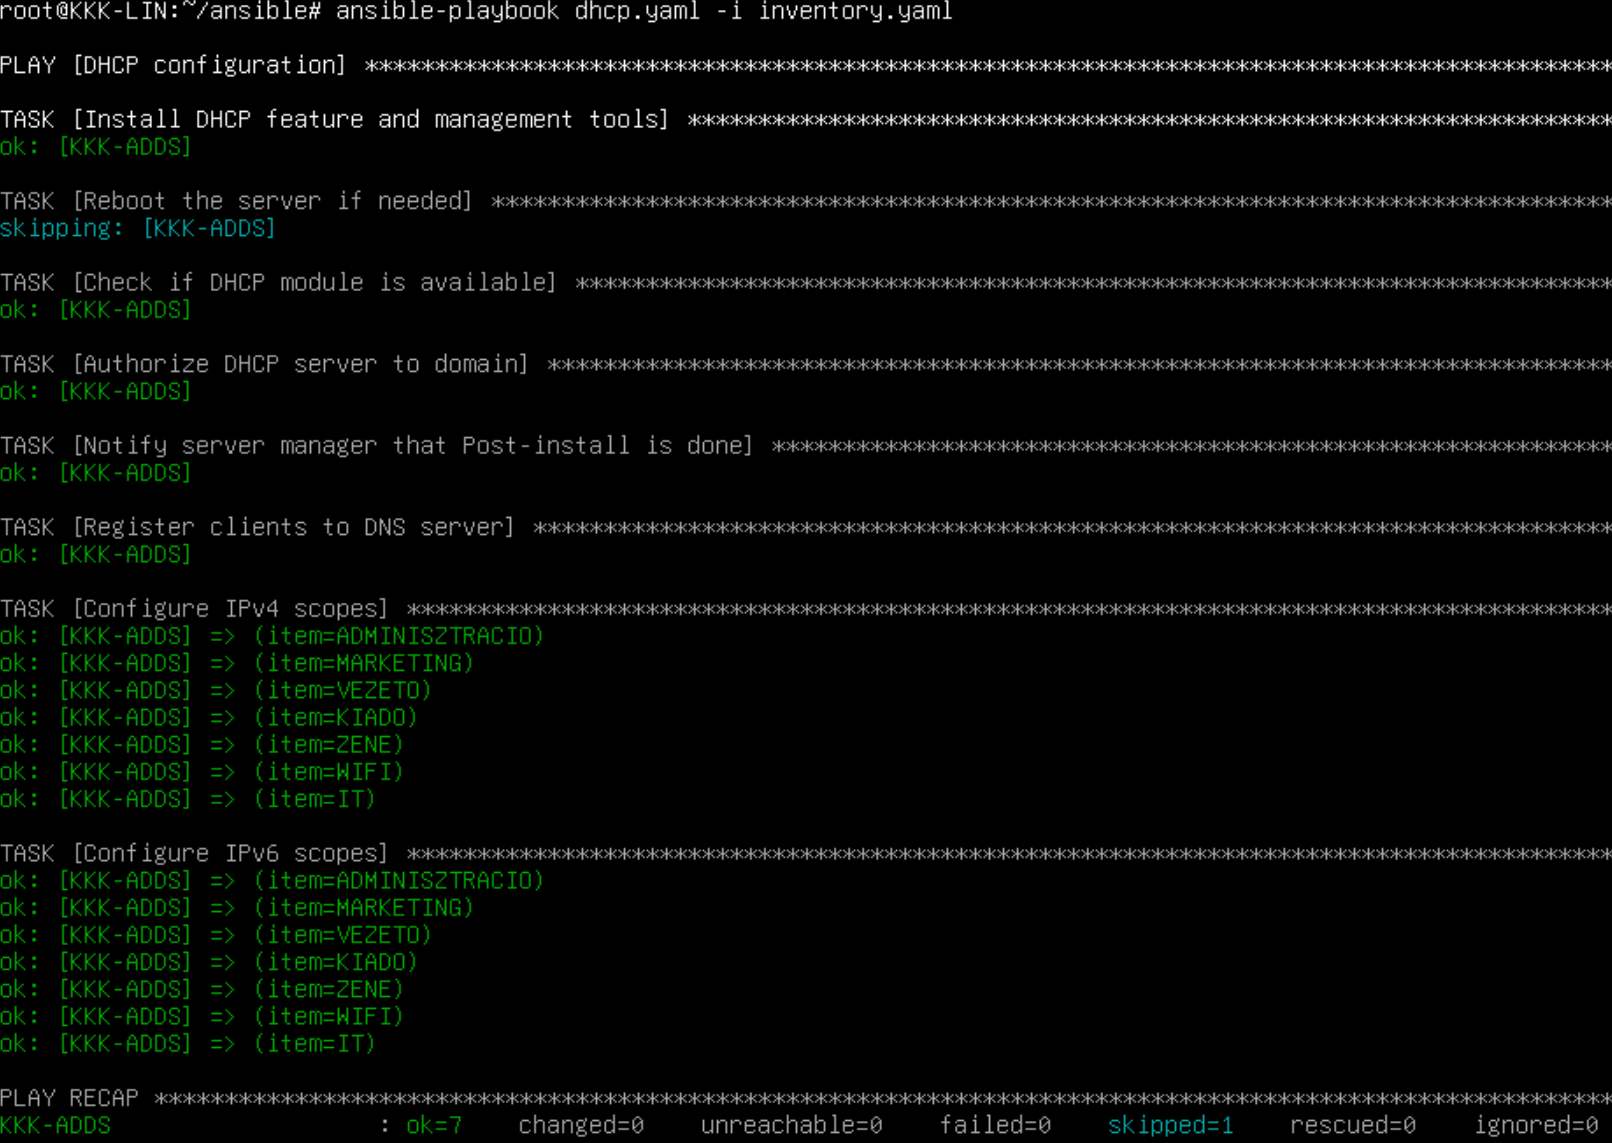 root@KKK-LIN:~/ansible# ansible-playbook dhcp.yaml -i inventory.yaml
PLAY [DHCP configuration] *****************************************************************************************
TASK [Install DHCP feature and management tools] ******************************************************************
ok: [KKK-ADDS]
TASK [Reboot the server if needed] ********************************************************************************
skipping: [KKK-ADDS]
TASK [Check if DHCP module is available] **************************************************************************
ok: [KKK-ADDS]
TASK [Authorize DHCP server to domain] ****************************************************************************
ok: [KKK-ADDS]
TASK [Notify server manager that Post-install is done] ************************************************************
ok: [KKK-ADDS]
TASK [Register clients to DNS server] *****************************************************************************
ok: [KKK-ADDS]
TASK [Configure IPv4 scopes] **************************************************************************************
ok: [KKK-ADDS] => (item=ADMINISZTRACIO)
ok: [KKK-ADDS] => (item=MARKETING)
ok: [KKK-ADDS] => (item=VEZETO)
ok: [KKK-ADDS] => (item=KIADO)
ok: [KKK-ADDS] => (item=ZENE)
ok: [KKK-ADDS] => (item=WIFI)
ok: [KKK-ADDS] => (item=IT)
TASK [Configure IPv6 scopes] **************************************************************************************
ok: [KKK-ADDS] => (item=ADMINISZTRACIO)
ok: [KKK-ADDS] => (item=MARKETING)
ok: [KKK-ADDS] => (item=VEZETO)
ok: [KKK-ADDS] => (item=KIADO)
ok: [KKK-ADDS] => (item=ZENE)
ok: [KKK-ADDS] => (item=WIFI)
ok: [KKK-ADDS] => (item=IT)
PLAY RECAP ********************************************************************************************************
KKK-ADDS                   : ok=7    changed=0    unreachable=0    failed=0    skipped=1    rescued=0    ignored=0